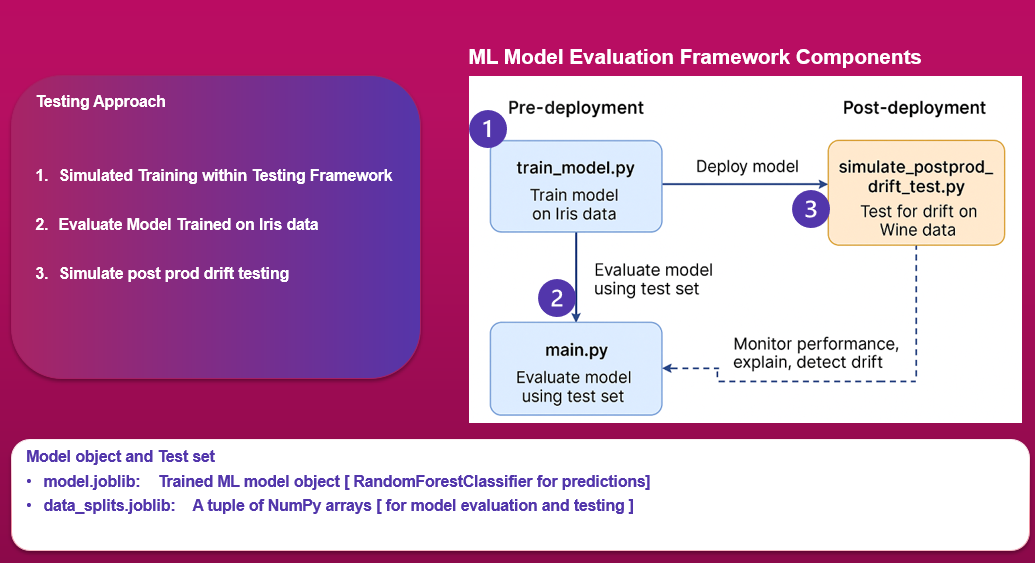 ML Model Evaluation Framework Components
Testing Approach
1. Simulated Training within Testing Framework
2. Evaluate Model Trained on Iris data
3. Simulate post prod drift testing
Pre-deployment
Post-deployment
1
train_model.py
Train model
on Iris data
Deploy model
simulate_postprod_
drift_test.py
Test for drift on
Wine data
3
Evaluate model
using test set
2
main.py
Evaluate model
using test set
Monitor performance,
explain, detect drift
Model object and Test set
• model.joblib: Trained ML model object [ RandomForestClassifier for predictions]
• data_splits.joblib: A tuple of NumPy arrays [ for model evaluation and testing ]